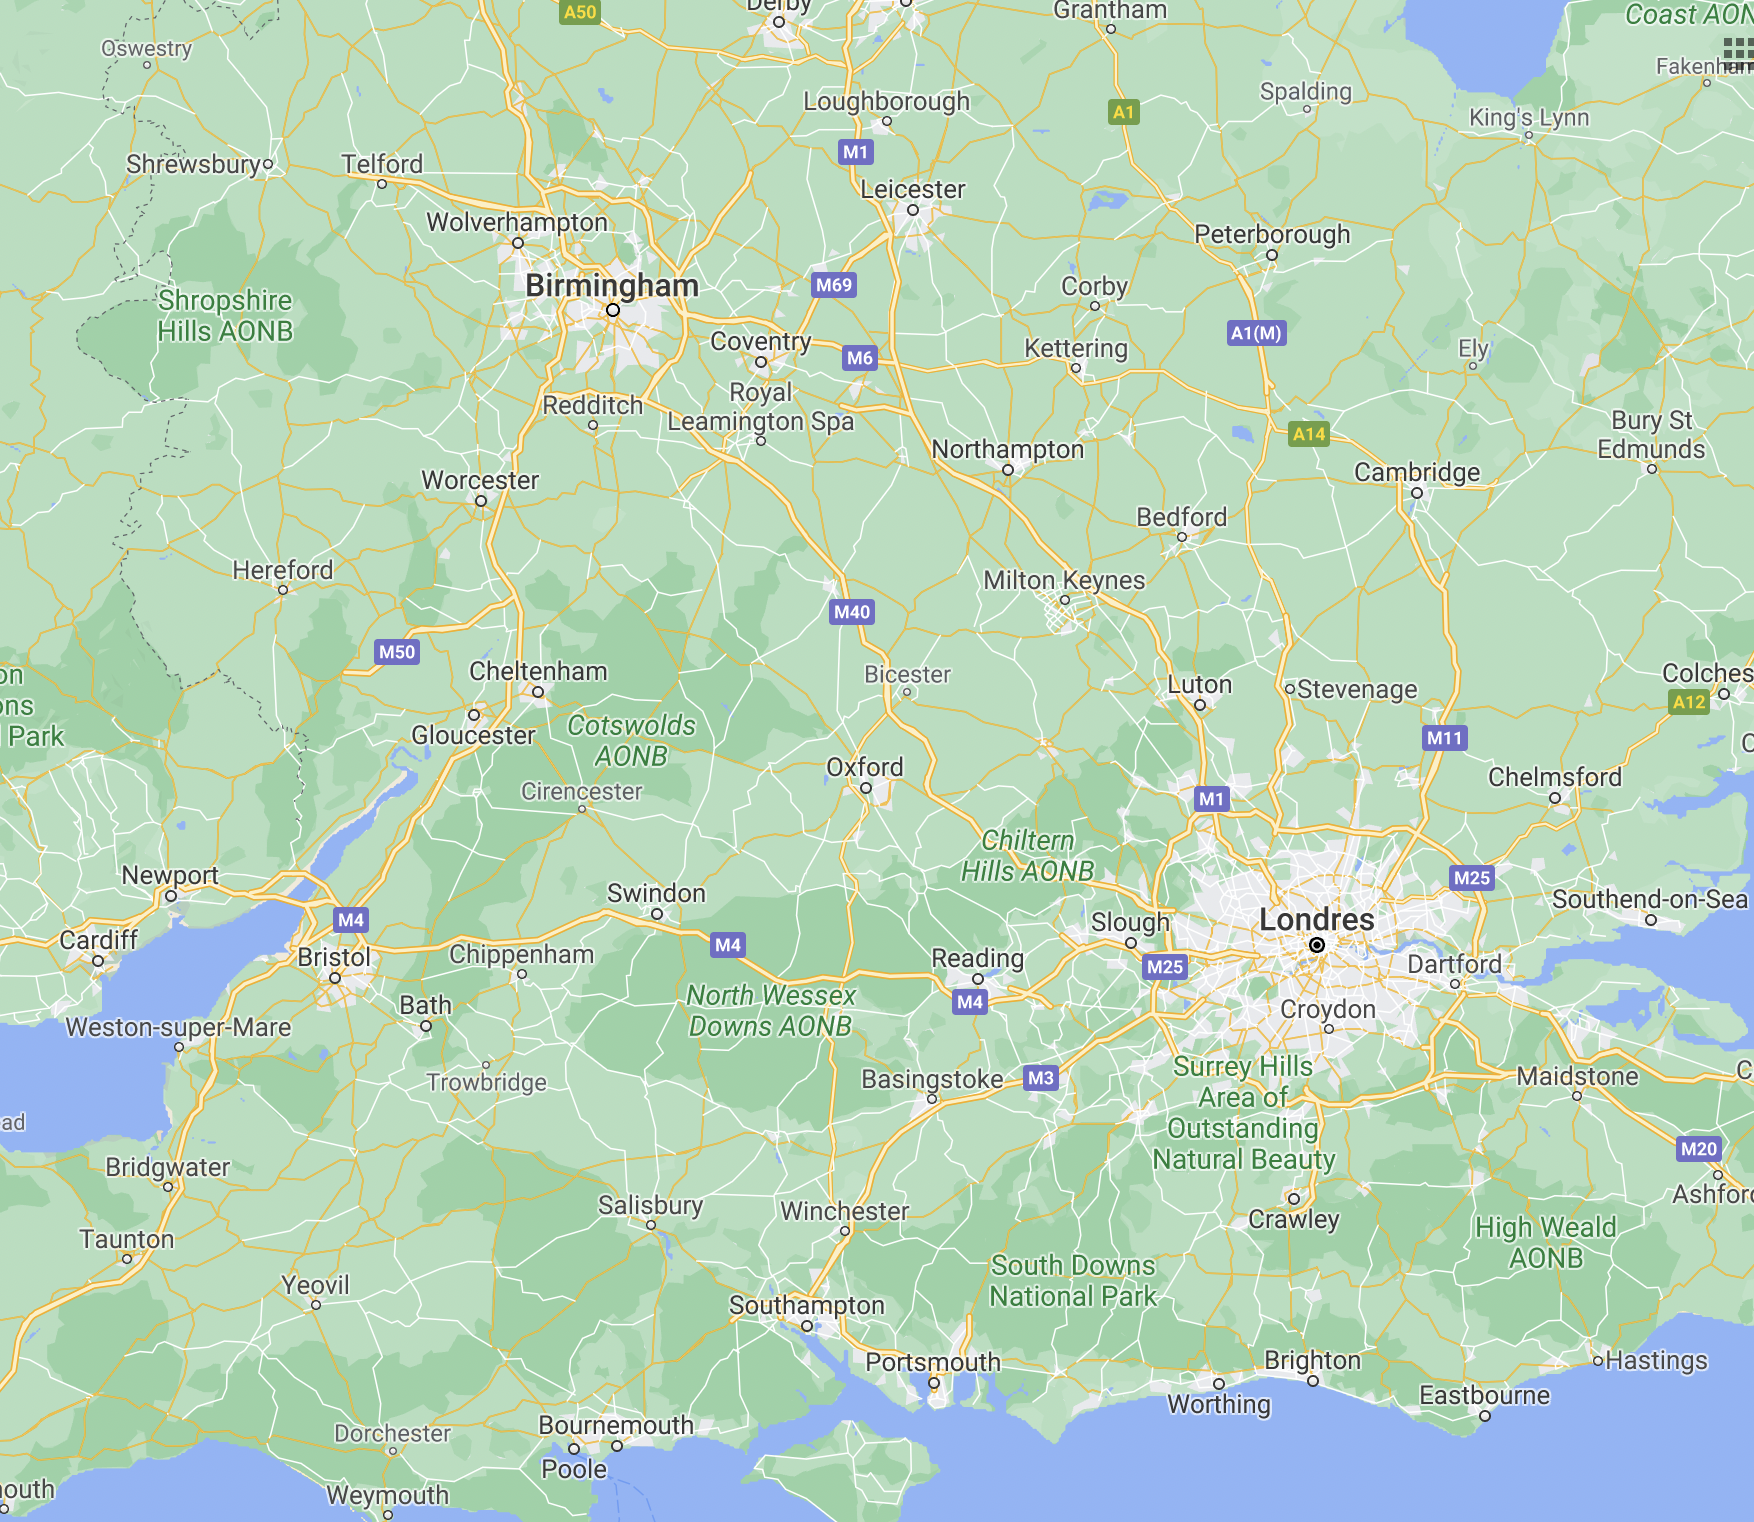 Derby
A50
Grantham
Coast AON
Oswestry
Fakenham
Loughborough
Spalding
A1
King's Lynn
M1
Shrewsbury
Telford
Leicester
Wolverhampton
Peterborough
Birmingham
M69
Corby
Shropshire
Hills AONB
A1(M)
Coventry
M6
Kettering
Ely
Royal
Leamington Spa
Redditch
Bury St
Edmunds
A14
Northampton
Cambridge
Worcester
Bedford
Hereford
Milton Keynes
M40
M50
Cheltenham
Bicester
Luton
Stevenage
Colches
on
ons
Park
A12
Gloucester
Cotswolds
AONB
M11
Oxford
Cirencester
Chelmsford
M1
Chiltern
Hills AONB
Newport
M25
Swindon
Southend-on-Sea
M4
Londres
Slough
Cardiff
M4
Bristol
Chippenham
Reading
M25
Dartford
North Wessex
Downs AONB
M4
Bath
Croydon
Weston-super-Mare
Trowbridge
Basingstoke
M3
Surrey Hills
Area of
Outstanding
Natural Beauty
Maidstone
C
ead
M20
Bridgwater
Ashford
Salisbury
Winchester
Crawley
High Weald
AONB
Taunton
Yeovil
South Downs
National Park
Southampton
Portsmouth
Brighton
Hastings
Worthing
Eastbourne
Bournemouth
Dorchester
Poole
mouth
Weymouth